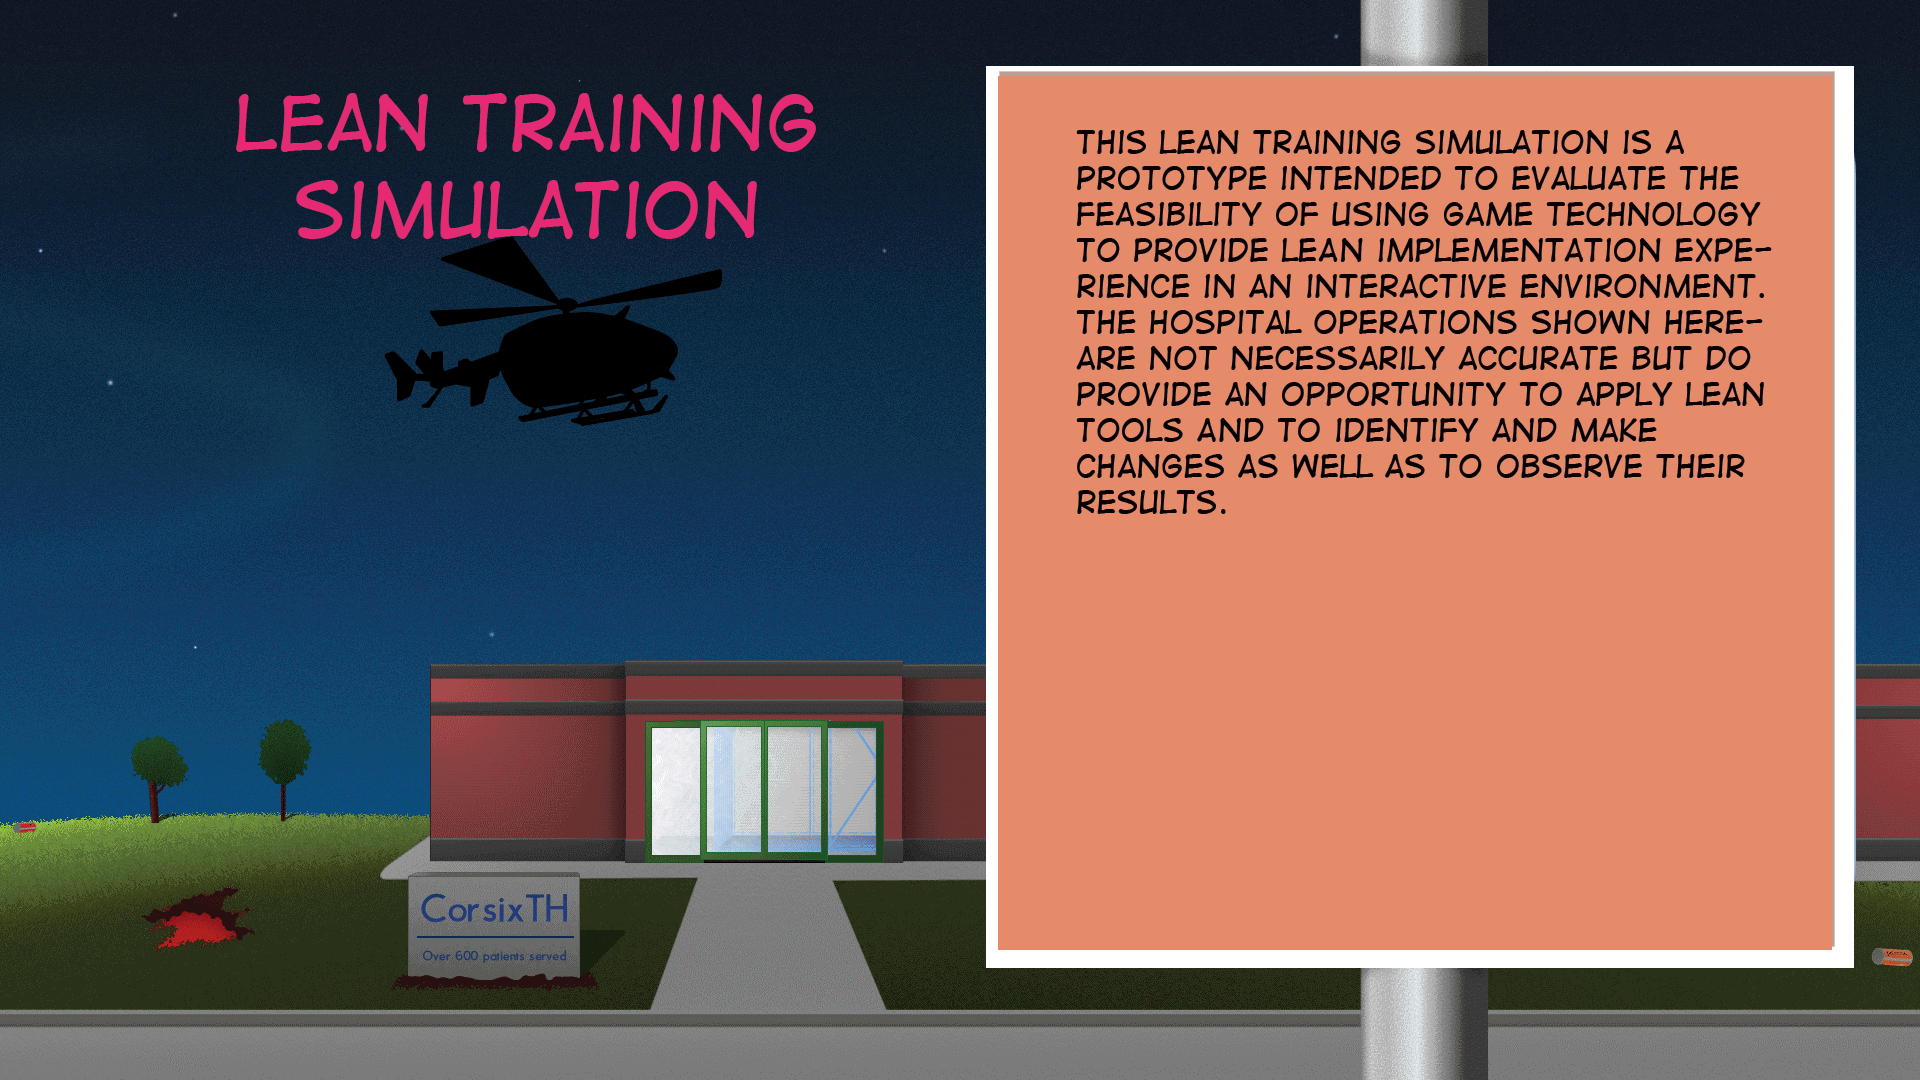 LEAN TRAINING
SIMULATION
THIS LEAN TRAINING SIMULATION IS A
PROTOTYPE INTENDED TO EVALUATE THE
FEASIBILITY OF USING GAME TECHNOLOGY
TO PROVIDE LEAN IMPLEMENTATION EXPE-
RIENCE IN AN INTERACTIVE ENVIRONMENT.
THE HOSPITAL OPERATIONS SHOWN HERE-
ARE NOT NECESSARILY ACCURATE BUT DO
PROVIDE AN OPPORTUNITY TO APPLY LEAN
TOOLS AND TO IDENTIFY AND MAKE
CHANGES AS WELL AS TO OBSERVE THEIR
RESULTS.
CorsixTH
Over 600 patients served